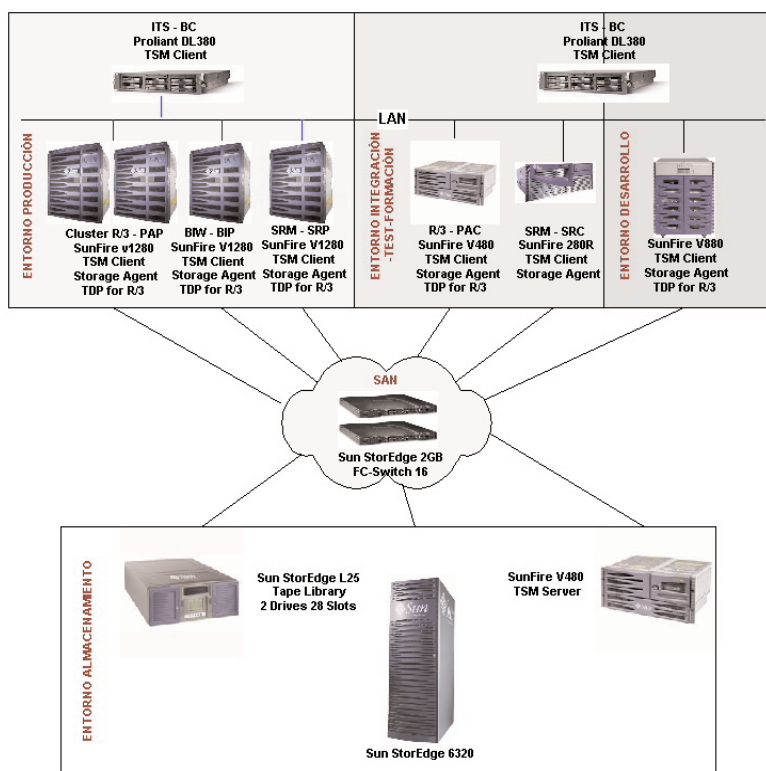 ITS - BC
Proliant DL380
TSM Client
ITS - BC
Proliant DL380
TSM Client
LAN
ENTORNO PRODUCCIÓN
Cluster R/3 - PAP
SunFire v1280
TSM Client
Storage Agent
TDP for R/3
BIW - BIP
SunFire V1280
TSM Client
Storage Agent
TDP for R/3
SRM - SRP
SunFire V1280
TSM Client
Storage Agent
TDP for R/3
ENTORNO INTEGRACIÓN
-TEST-FORMACIÓN
R/3 - PAC
SunFire V480
TSM Client
Storage Agent
TDP for R/3
SRM - SRC
SunFire 280R
TSM Client
Storage Agent
ENTORNO DESARROLLO
SunFire V880
TSM Client
Storage Agent
TDP for R/3
SAN
Sun StorEdge 2GB
FC-Switch 16
ENTORNO ALMACENAMIENTO
Sun StorEdge L25
Tape Library
2 Drives 28 Slots
Sun
Sun StorEdge 6320
SunFire V480
TSM Server